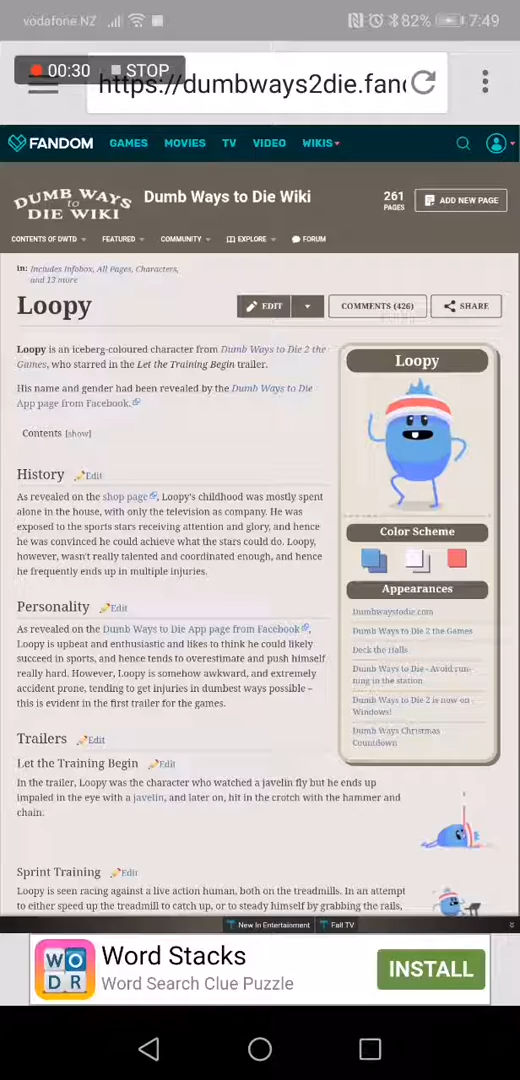 vodafone NZ 82% 7:49
00:30 STOP
https://dumbways2die.fan
FANDOM GAMES MOVIES TV VIDEO WIKIS
DUMB WAYS to DIE WIKI
Dumb Ways to Die Wiki
261 PAGES
ADD NEW PAGE
CONTENTS OF DWTD FEATURED COMMUNITY EXPLORE FORUM
in: Includes Infobox, All Pages, Characters,
and 13 more
Loopy
EDIT COMMENTS (426) SHARE
Loopy is an iceberg-coloured character from Dumb Ways to Die 2 the
Games, who starred in the Let the Training Begin trailer.
His name and gender had been revealed by the Dumb Ways to Die
App page from Facebook.
Contents [show]
History Edit
As revealed on the shop page, Loopy's childhood was mostly spent
alone in the house, with only the television as company. He was
exposed to the sports stars receiving attention and glory, and hence
he was convinced he could achieve what the stars could do. Loopy,
however, wasn't really talented and coordinated enough, and hence
he frequently ends up in multiple injuries.
Personality Edit
As revealed on the Dumb Ways to Die App page from Facebook,
Loopy is upbeat and enthusiastic and likes to think he could likely
succeed in sports, and hence tends to overestimate and push himself
really hard. However, Loopy is somehow awkward, and extremely
accident prone, tending to get injuries in dumbest ways possible –
this is evident in the first trailer for the games.
Loopy
Color Scheme
Appearances
Dumbwaystodie.com
Dumb Ways to Die 2 the Games
Deck the Halls
Dumb Ways to Die - Avoid run-
ning in the station
Dumb Ways to Die 2 is now on
Windows!
Dumb Ways Christmas
Countdown
Trailers Edit
Let the Training Begin Edit
In the trailer, Loopy was the character who watched a javelin fly but he ends up
impaled in the eye with a javelin, and later on, hit in the crotch with the hammer and
chain.
Sprint Training Edit
Loopy is seen racing against a live action human, both on the treadmills. In an attempt
to either speed up the treadmill to catch up, or to steady himself by grabbing the rails,
New In Entertainment Fall TV
W O
D R
Word Stacks
Word Search Clue Puzzle
INSTALL